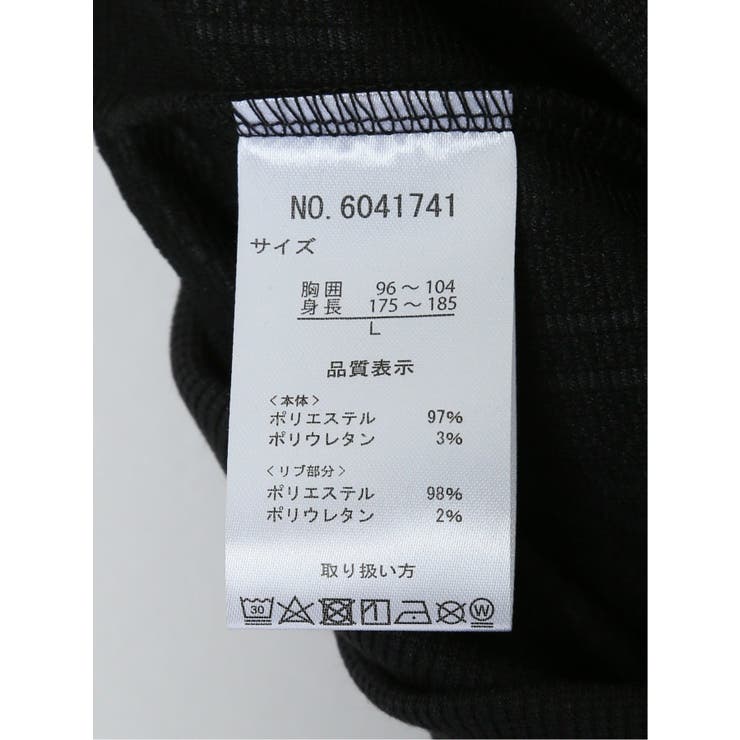 NO. 6041741
サイズ
胸囲 96～104
身長 175～185
L
品質表示
＜本体＞
ポリエステル 97%
ポリウレタン 3%
＜リブ部分＞
ポリエステル 98%
ポリウレタン 2%
取り扱い方
30 W